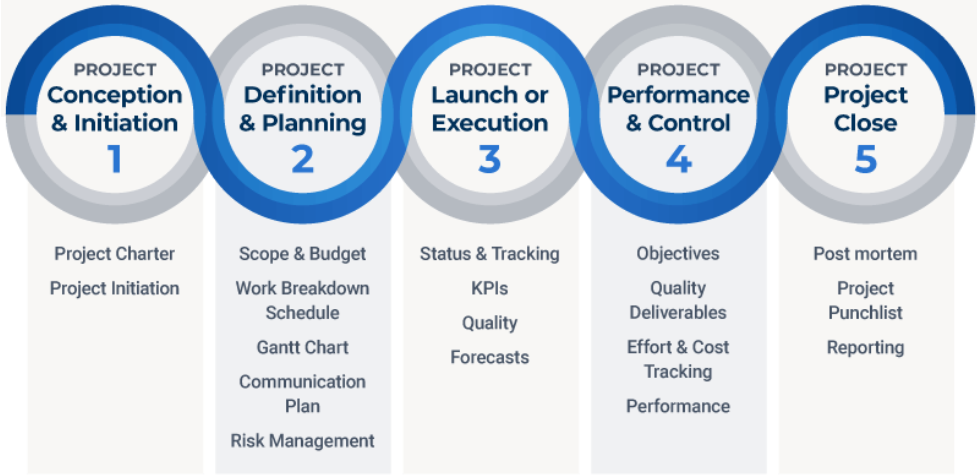 PROJECT
Conception
& Initiation
1
Project Charter
Project Initiation
PROJECT
Definition
& Planning
2
Scope & Budget
Work Breakdown
Schedule
Gantt Chart
Communication
Plan
Risk Management
PROJECT
Launch or
Execution
3
Status & Tracking
KPIs
Quality
Forecasts
PROJECT
Performance
& Control
4
Objectives
Quality
Deliverables
Effort & Cost
Tracking
Performance
PROJECT
Project
Close
5
Post mortem
Project
Punchlist
Reporting